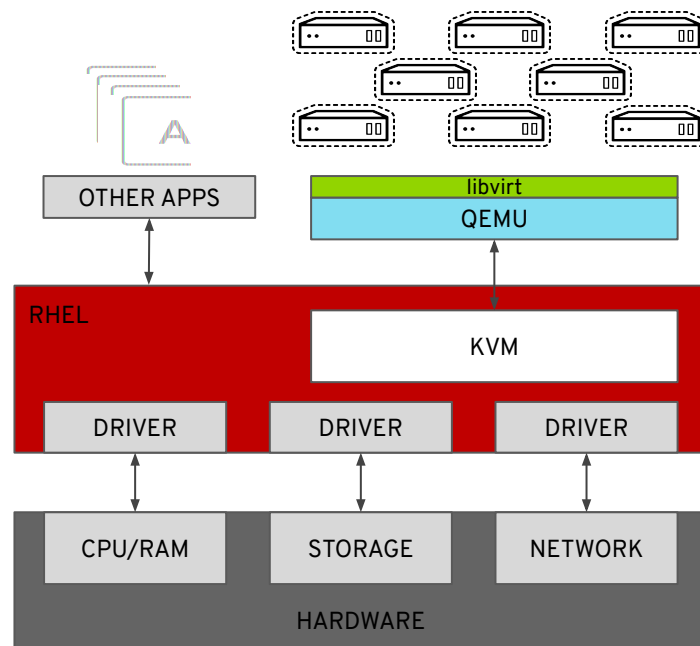 A
OTHER APPS
libvirt
QEMU
RHEL
KVM
DRIVER
DRIVER
DRIVER
CPU/RAM
STORAGE
NETWORK
HARDWARE